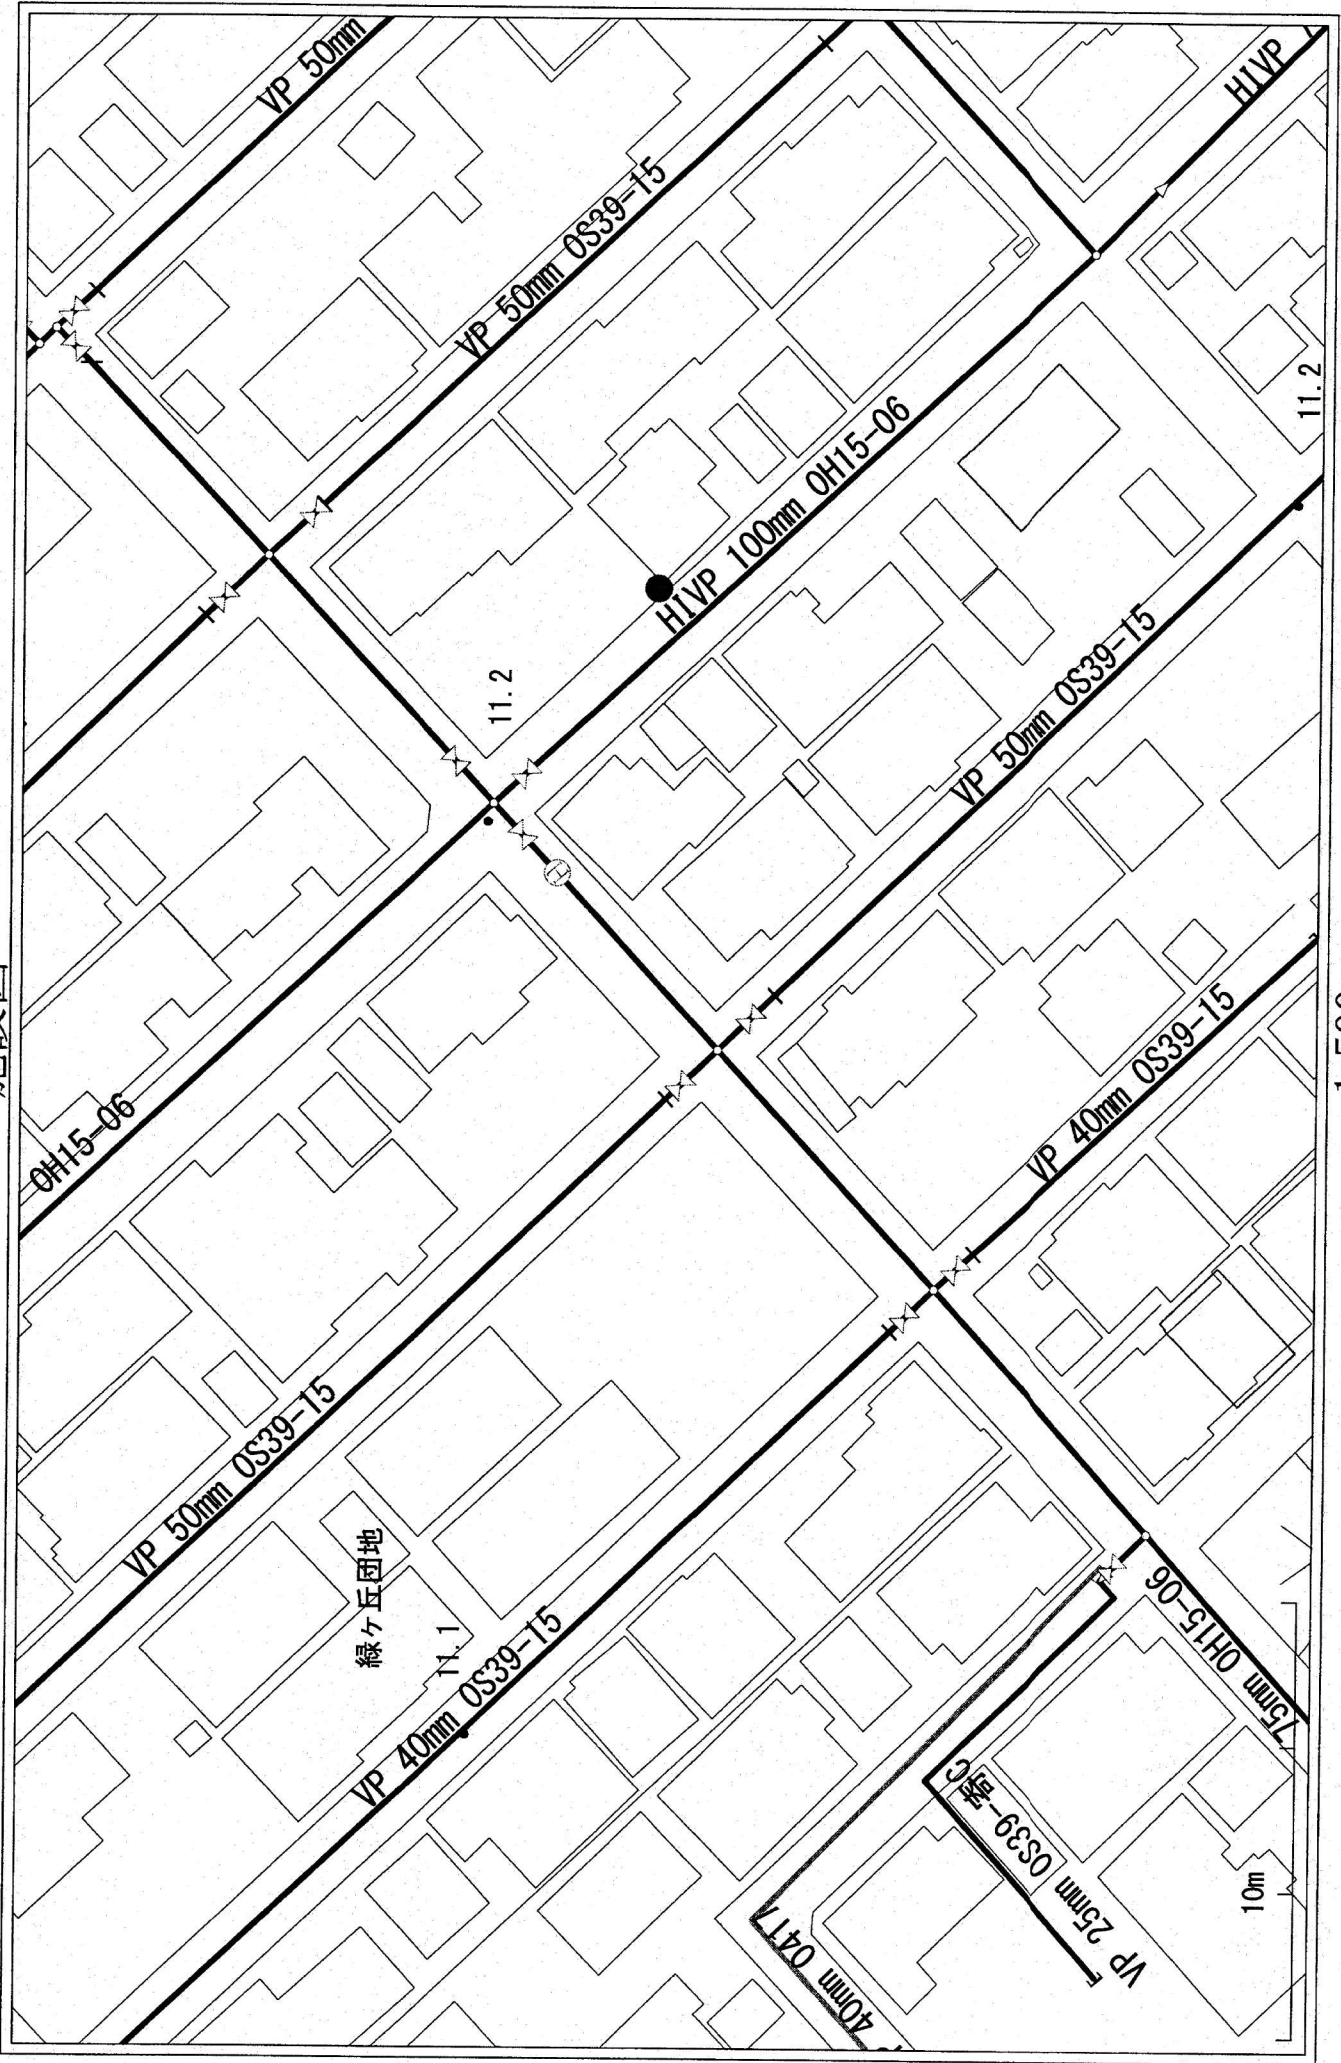 VP 50mm
HIVP
VP 50mm OS39-15
HIVP 100mm OH15-06
11.2
11.2
VP 50mm OS39-15
OH15-06
VP 40mm OS39-15
VP 50mm OS39-15
緑ヶ丘団地
11.1
VP 40mm OS39-15
75mm OH15-06
VP 25mm OS39-寄C
40mm 0417
10m
H